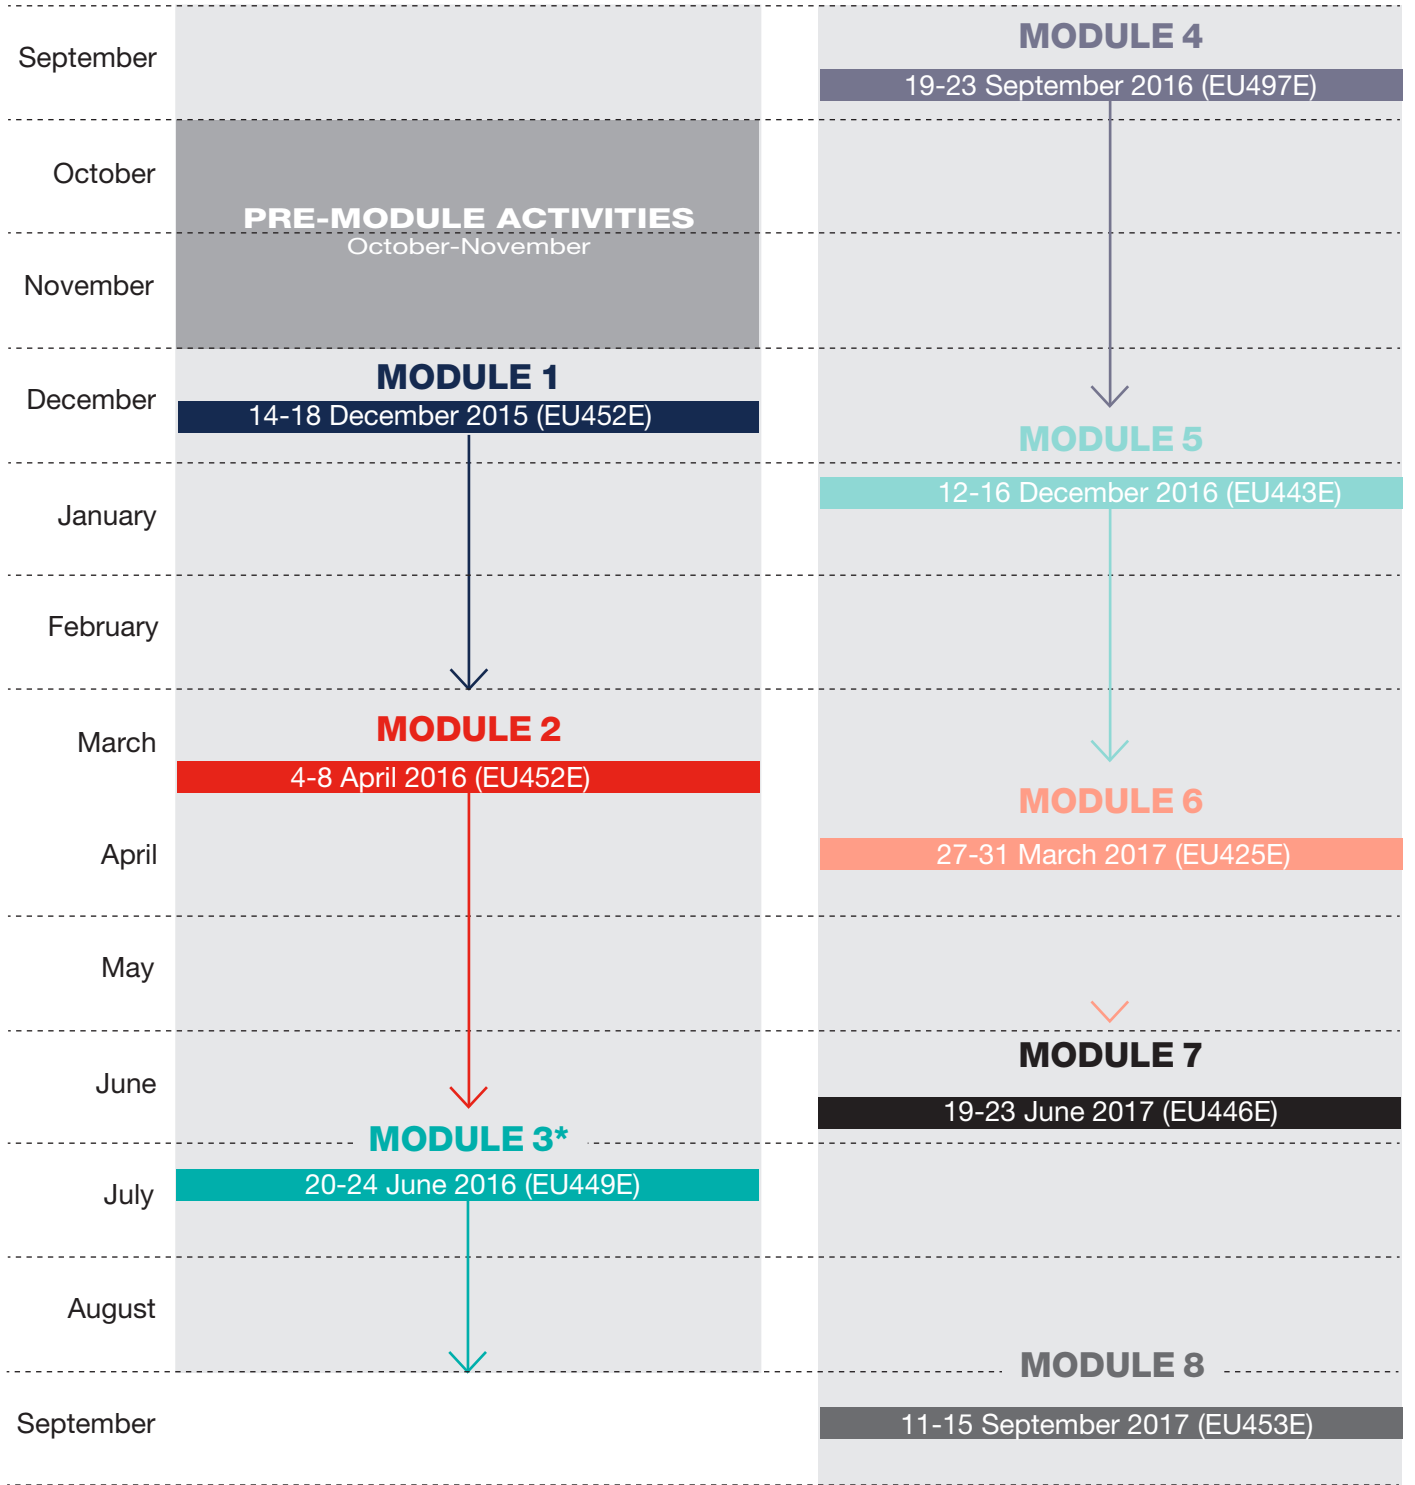 September
October
November
December
January
February
March
April
May
June
July
August
September
PRE-MODULE ACTIVITIES
October-November
MODULE 1
14-18 December 2015 (EU452E)
MODULE 2
4-8 April 2016 (EU452E)
MODULE 3*
20-24 June 2016 (EU449E)
MODULE 4
19-23 September 2016 (EU497E)
MODULE 5
12-16 December 2016 (EU443E)
MODULE 6
27-31 March 2017 (EU425E)
MODULE 7
19-23 June 2017 (EU446E)
MODULE 8
11-15 September 2017 (EU453E)